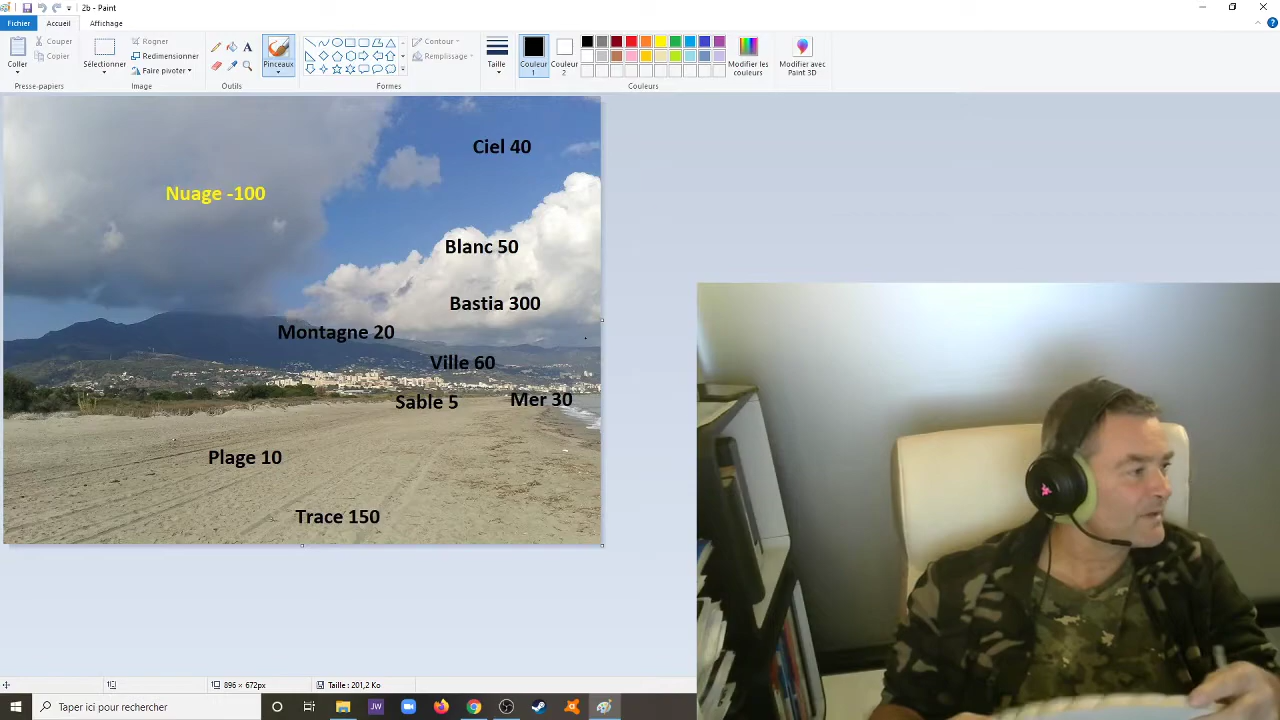 2b - Paint
Fichier
Accueil
Affichage
Couper
Copier
Coller
Presse-papiers
Sélectionner
Rogner
Redimensionner
Faire pivoter
Image
Outils
Pinceaux
Formes
Contour
Remplissage
Taille
Couleur 1
Couleur 2
Couleurs
Modifier les couleurs
Modifier avec Paint 3D
Ciel 40
Nuage -100
Blanc 50
Bastia 300
Montagne 20
Ville 60
Sable 5
Mer 30
Plage 10
Trace 150
896 × 672px
Taille : 201,2 Ko
Taper ici pour rechercher
JW